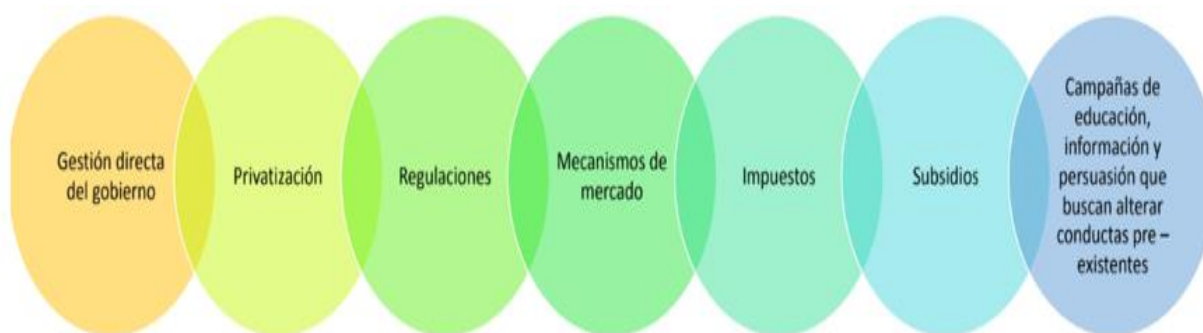 Gestión directa
del gobierno
Privatización
Regulaciones
Mecanismos de
mercado
Impuestos
Subsidios
Campañas de
educación,
información y
persuasión que
buscan alterar
conductas pre –
existentes